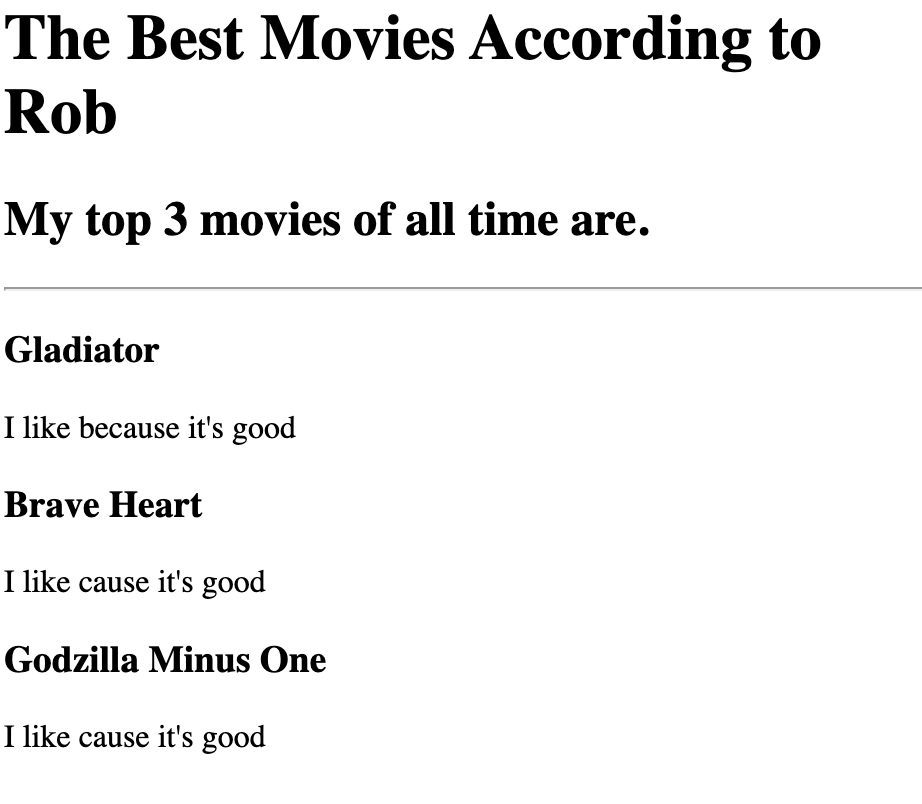 The Best Movies According to
Rob
My top 3 movies of all time are.
Gladiator
I like because it's good
Brave Heart
I like cause it's good
Godzilla Minus One
I like cause it's good